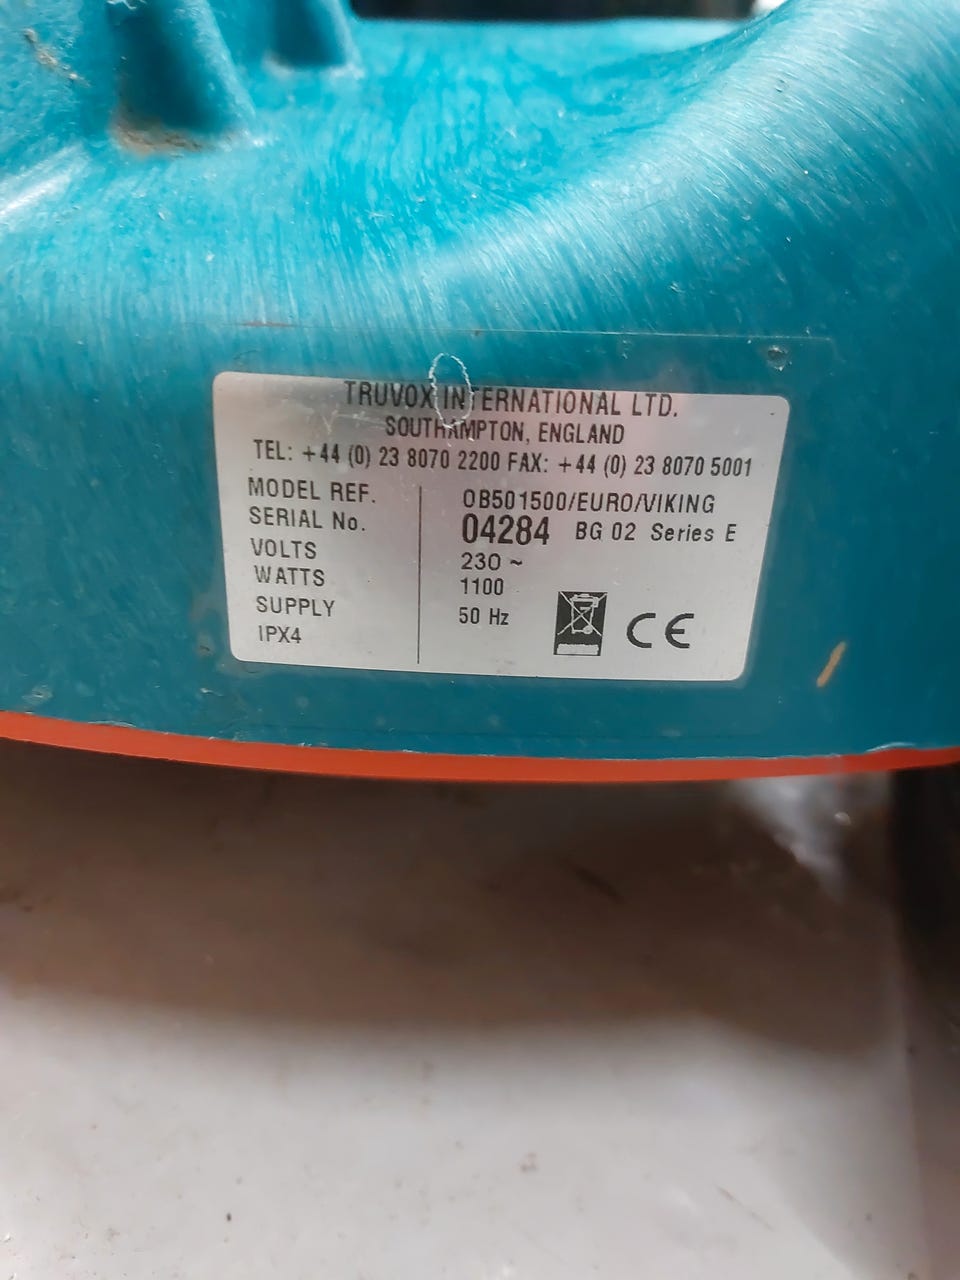 TRUVOX INTERNATIONAL LTD.
SOUTHAMPTON, ENGLAND
TEL: +44 (0) 23 8070 2200 FAX: +44 (0) 23 8070 5001
MODEL REF. OB501500/EURO/VIKING
SERIAL No. 04284 BG 02 Series E
VOLTS 230 ~
WATTS 1100
SUPPLY 50 Hz
IPX4 CE